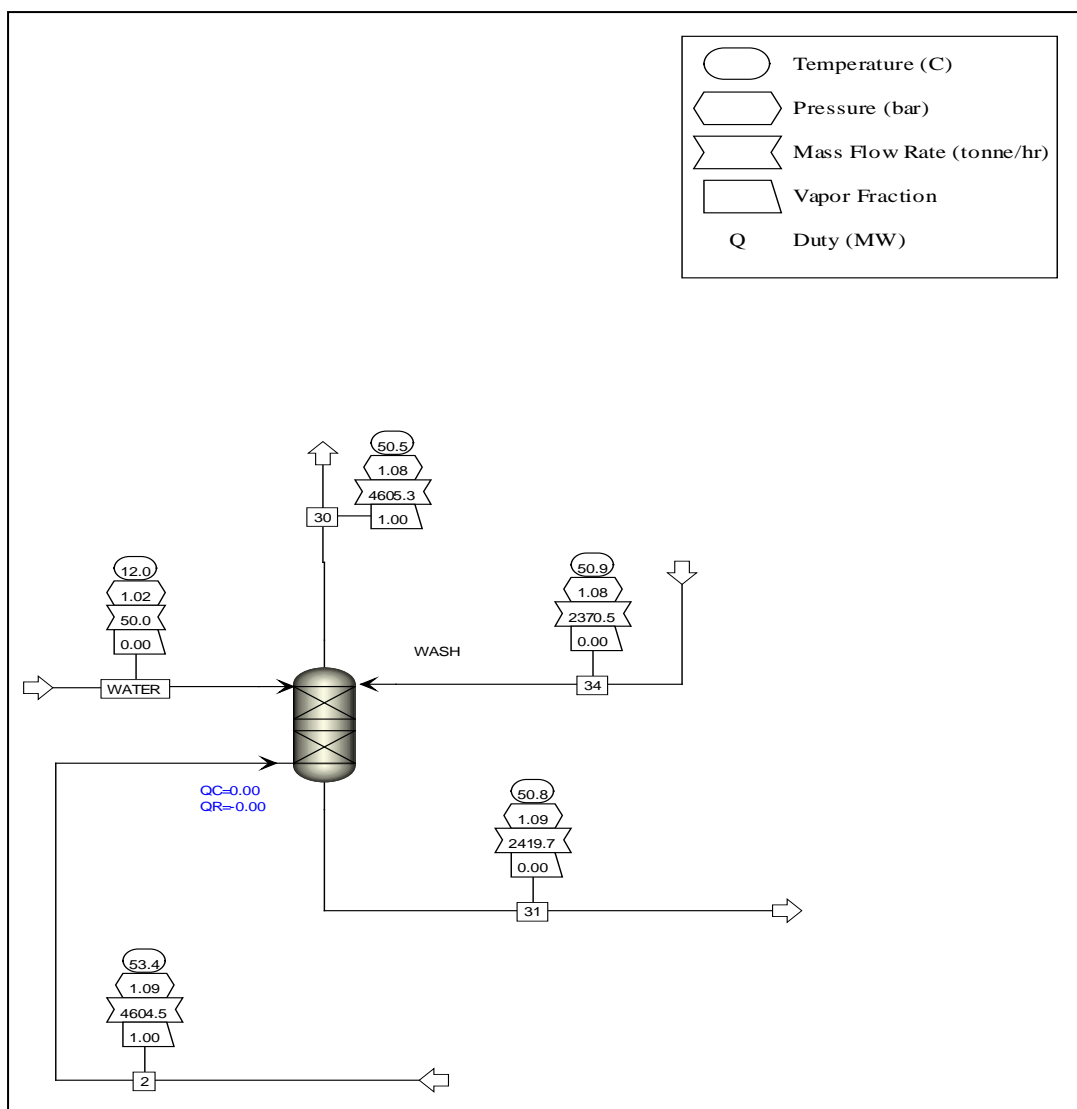 Temperature (C)
Pressure (bar)
Mass Flow Rate (tonne/hr)
Vapor Fraction
Q Duty (MW)
50.5
1.08
4605.3
30
1.00
12.0
1.02
50.0
0.00
WATER
50.9
1.08
2370.5
0.00
34
WASH
QC=0.00
QR=-0.00
50.8
1.09
2419.7
0.00
31
53.4
1.09
4604.5
1.00
2